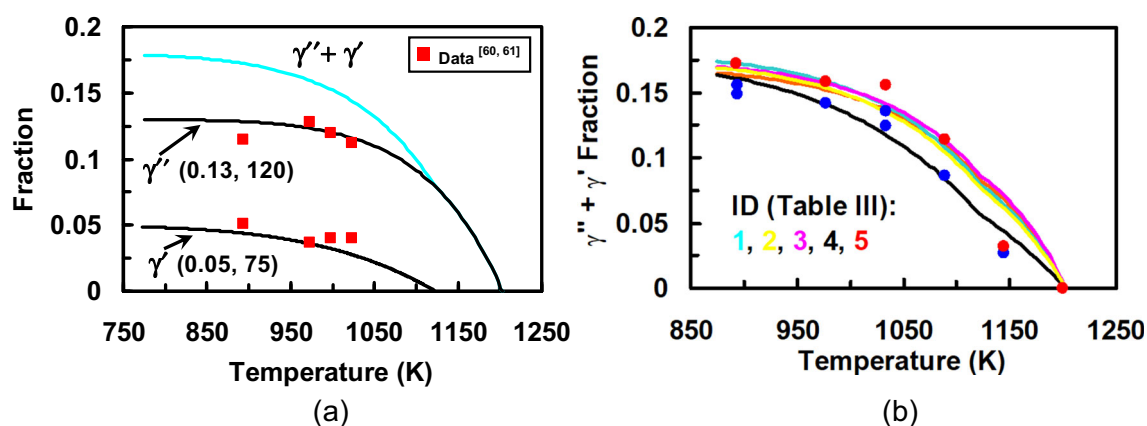 0.2
0.15
0.1
0.05
0
Fraction
γ''+ γ'
Data [60, 61]
γ'' (0.13, 120)
γ' (0.05, 75)
750 850 950 1050 1150 1250
Temperature (K)
(a)
0.2
0.15
0.1
0.05
0
γ'' + γ' Fraction
ID (Table III):
1, 2, 3, 4, 5
850 950 1050 1150 1250
Temperature (K)
(b)